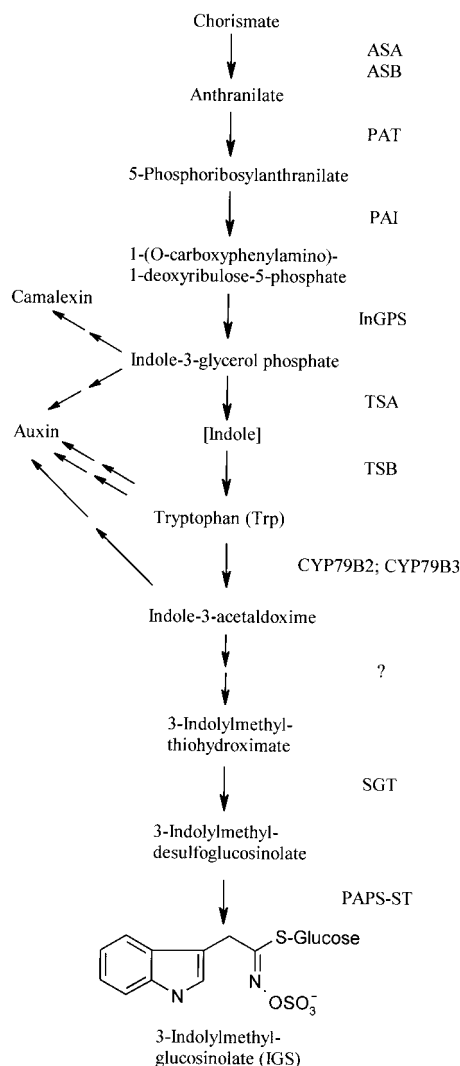 Chorismate
ASA
ASB
Anthranilate
PAT
5-Phosphoribosylanthranilate
PAI
1-(O-carboxyphenylamino)-
1-deoxyribulose-5-phosphate
Camalexin
InGPS
Indole-3-glycerol phosphate
TSA
Auxin
[Indole]
TSB
Tryptophan (Trp)
CYP79B2; CYP79B3
Indole-3-acetaldoxime
?
3-Indolylmethyl-
thiohydroximate
SGT
3-Indolylmethyl-
desulfoglucosinolate
PAPS-ST
S-Glucose
N
N
OSO₃⁻
3-Indolylmethyl-
glucosinolate (IGS)